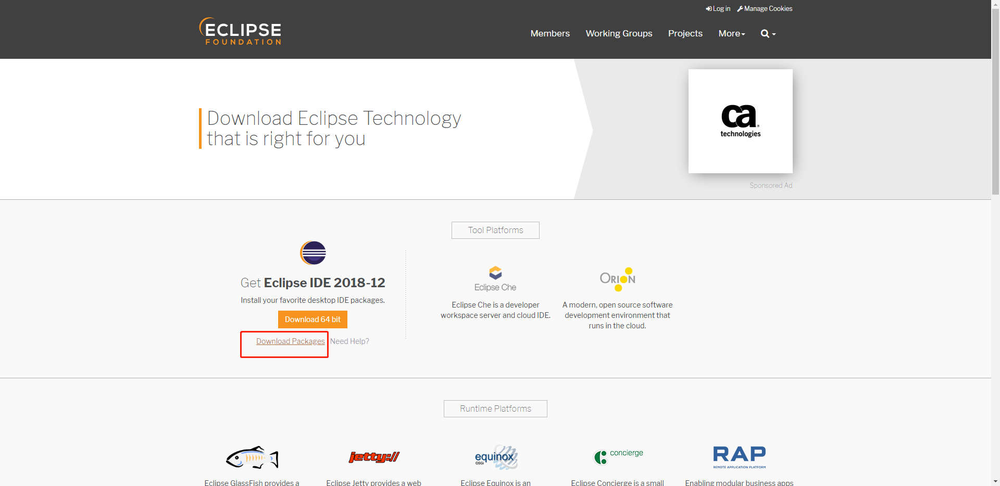 Log in
Manage Cookies
ECLIPSE
FOUNDATION
Members
Working Groups
Projects
More
Download Eclipse Technology
that is right for you
ca
technologies
Sponsored Ad
Tool Platforms
Get Eclipse IDE 2018-12
Install your favorite desktop IDE packages.
Download 64 bit
Download Packages
Need Help?
Eclipse Che
Eclipse Che is a developer
workspace server and cloud IDE.
ORION
A modern, open source software
development environment that
runs in the cloud.
Runtime Platforms
jetty://
equinox
OSGi
concierge
RAP
REMOTE APPLICATION PLATFORM
Eclipse GlassFish provides a
Eclipse Jetty provides a web
Eclipse Equinox is an
Eclipse Concierge is a small
Enabling modular business apps